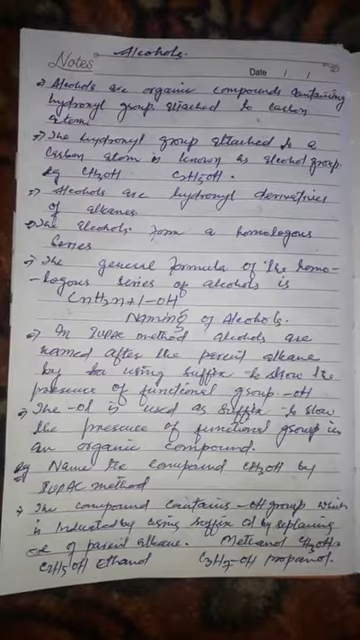 Alcohols.
Notes
Date / /
=> Alcohols are organic compounds containing
hydroxyl group attached to carbon
atom
=> The hydroxyl group attached to a
Carbon atom is known as alcohol group.
eg CH3OH C2H5OH.
=> Alcohols are hydroxyl derivatives
of alkanes
=> The alcohols form a homologous
Series
=> The general formula of the homo-
-logous series of alcohols is
CnH2n+1-OH
Naming of Alcohols.
=> In IUPAC method alcohols are
named after the parent alkane
by using suffix to show the
presence of functional group -OH
=> The -ol is used as suffix to show
the presence of functional group in
an organic compound.
eg Name the compound CH3OH by
IUPAC method
=> The compound contains -OH group which
is indicated by using suffix ol by replacing
of parent alkane. Methanol CH3OH
C2H5OH Ethanol C3H7-OH propanol.